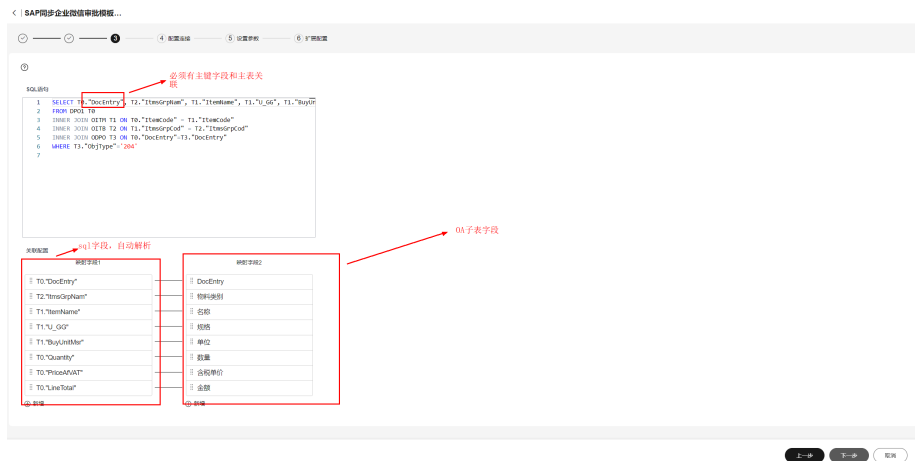 SAP同步企业微信审批模板...
3 4 配置连接 5 设置参数 6 扩展配置
必须有主键字段和主表关
联
SQL语句
1 SELECT T0."DocEntry", T2."ItmsGrpNam", T1."ItemName", T1."U_GG", T1."BuyUn
2 FROM DPO1 T0
3 INNER JOIN OITM T1 ON T0."ItemCode" = T1."ItemCode"
4 INNER JOIN OITB T2 ON T1."ItmsGrpCod" = T2."ItmsGrpCod"
5 INNER JOIN ODPO T3 ON T0."DocEntry"=T3."DocEntry"
6 WHERE T3."ObjType"='204'
7
OA子表字段
sql字段，自动解析
关联配置
映射字段1 映射字段2
T0."DocEntry" DocEntry
T2."ItmsGrpNam" 物料类别
T1."ItemName" 名称
T1."U_GG" 规格
T1."BuyUnitMsr" 单位
T0."Quantity" 数量
T0."PriceAfVAT" 含税单价
T0."LineTotal" 金额
新增 新增
上一步 下一步 取消